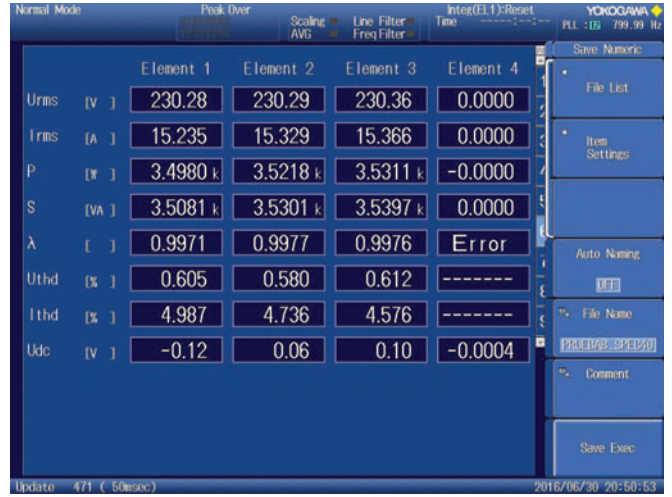 Normal Mode Peak Over Scaling Line Filter Integ(EL1):Reset YOKOGAWA
AVG Freq Filter Time -----:--:-- PLL :U2 799.99 Hz
Save Numeric
Element 1 Element 2 Element 3 Element 4
File List
Urms [V ] 230.28 230.29 230.36 0.0000
Irms [A ] 15.235 15.329 15.366 0.0000
Item
Settings
P [W ] 3.4980 k 3.5218 k 3.5311 k -0.0000
S [VA ] 3.5081 k 3.5301 k 3.5397 k 0.0000
λ [ ] 0.9971 0.9977 0.9976 Error
Auto Naming
OFF
Uthd [% ] 0.605 0.580 0.612 -------
Ithd [% ] 4.987 4.736 4.576 -------
File Name
Udc [V ] -0.12 0.06 0.10 -0.0004
Comment
Save Exec
Update 471 ( 50msec) 2016/06/30 20:50:53